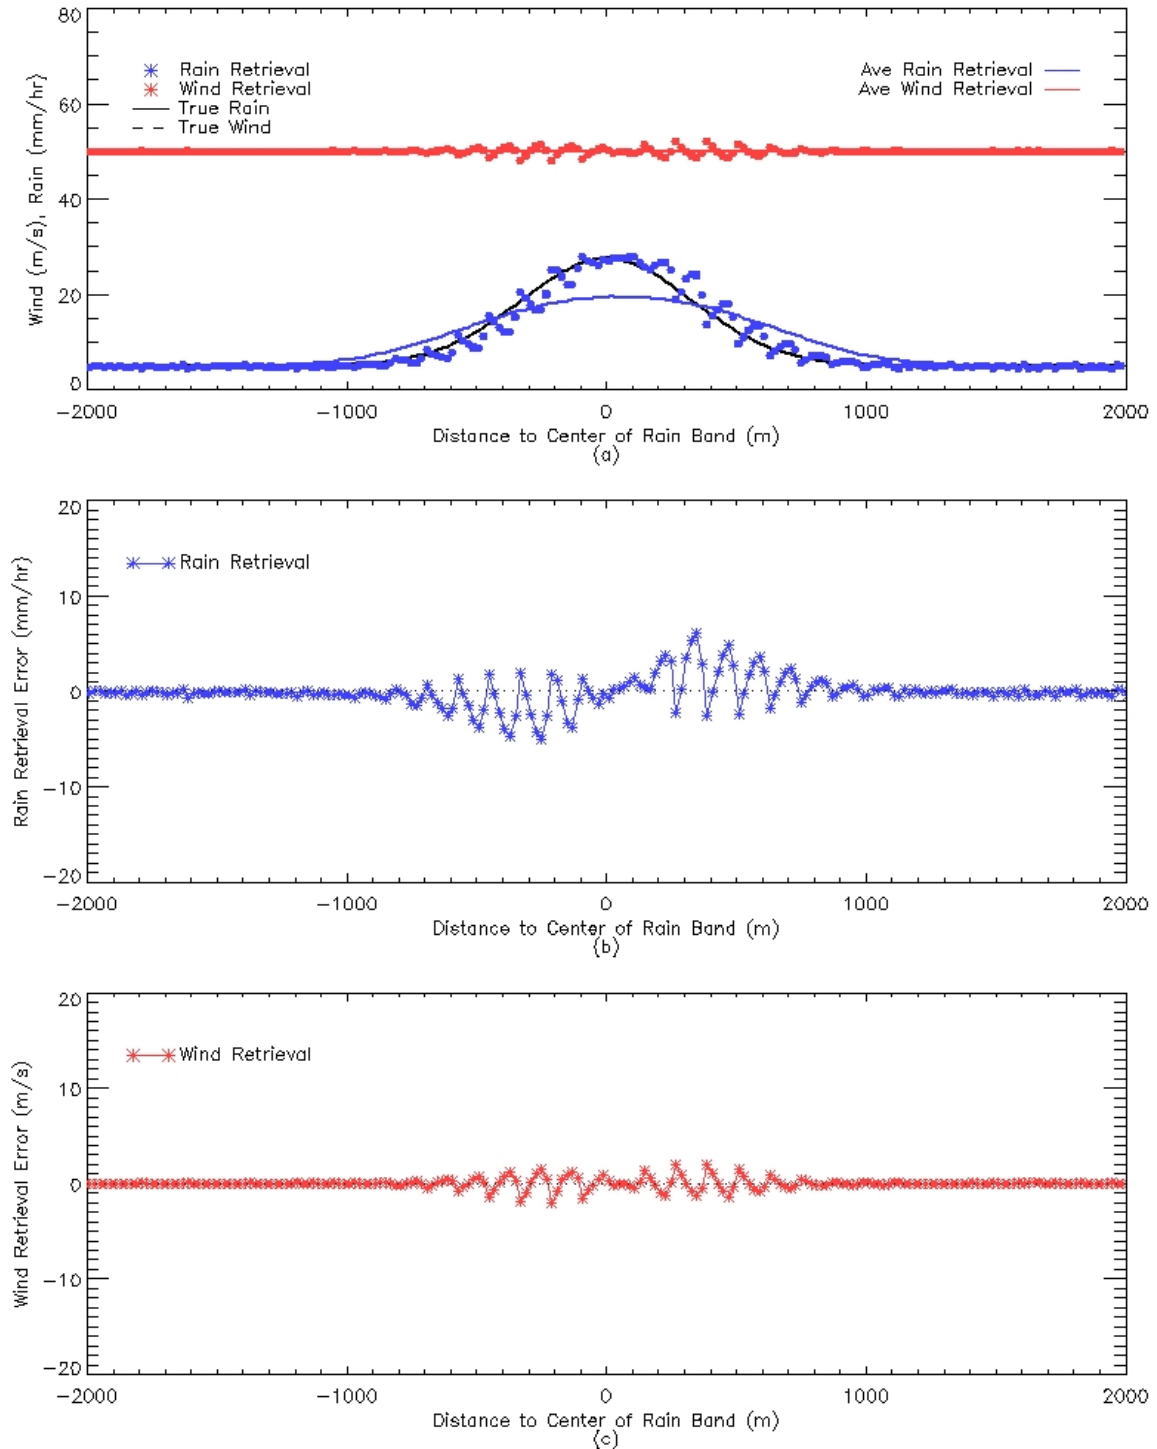 80
60
40
20
0
Wind (m/s), Rain (mm/hr)
Rain Retrieval
Wind Retrieval
True Rain
True Wind
Ave Rain Retrieval
Ave Wind Retrieval
-2000 -1000 0 1000 2000
Distance to Center of Rain Band (m)
(a)
20
10
0
-10
-20
Rain Retrieval Error (mm/hr)
Rain Retrieval
-2000 -1000 0 1000 2000
Distance to Center of Rain Band (m)
(b)
20
10
0
-10
-20
Wind Retrieval Error (m/s)
Wind Retrieval
-2000 -1000 0 1000 2000
Distance to Center of Rain Band (m)
(c)